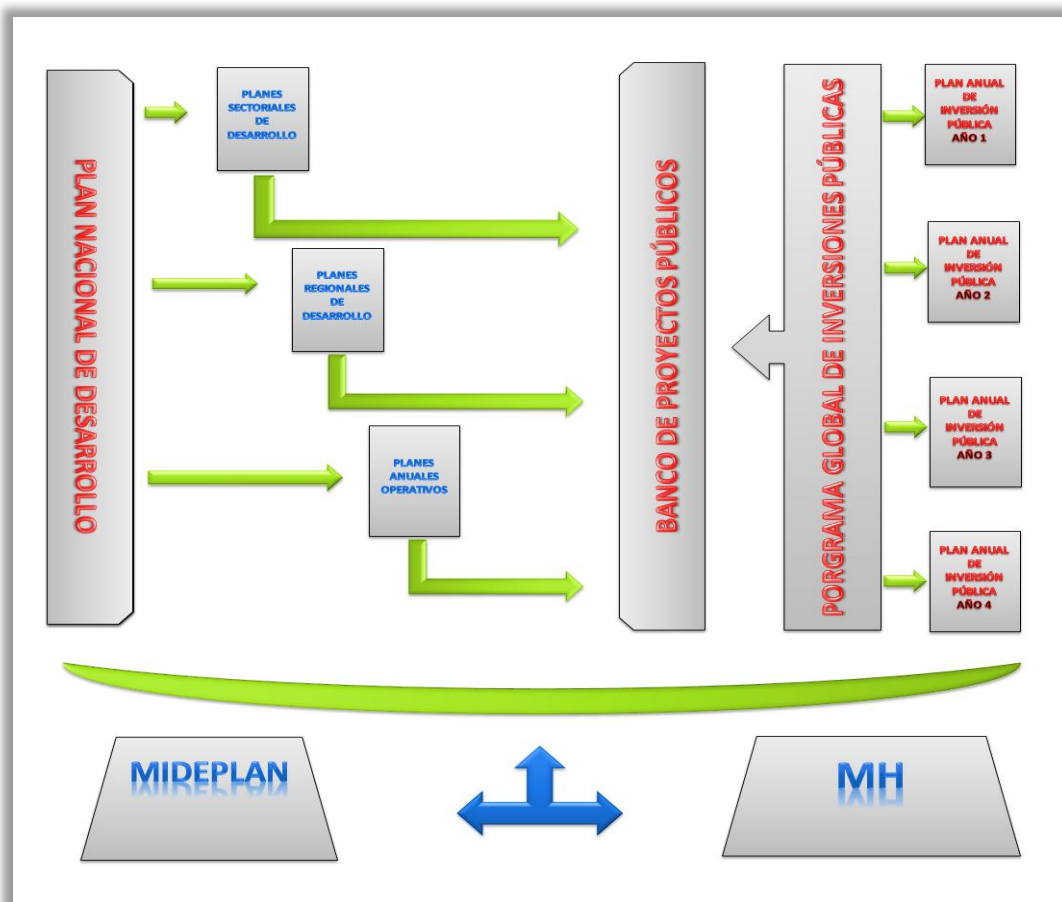 PLAN NACIONAL DE DESARROLLO
PLANES
SECTORIALES
DE
DESARROLLO
PLANES
REGIONALES
DE
DESARROLLO
PLANES
ANUALES
OPERATIVOS
BANCO DE PROYECTOS PÚBLICOS
PORGRAMA GLOBAL DE INVERSIONES PÚBLICAS
PLAN ANUAL
DE
INVERSIÓN
PÚBLICA
AÑO 1
PLAN ANUAL
DE
INVERSIÓN
PÚBLICA
AÑO 2
PLAN ANUAL
DE
INVERSIÓN
PÚBLICA
AÑO 3
PLAN ANUAL
DE
INVERSIÓN
PÚBLICA
AÑO 4
MIDEPLAN
MH